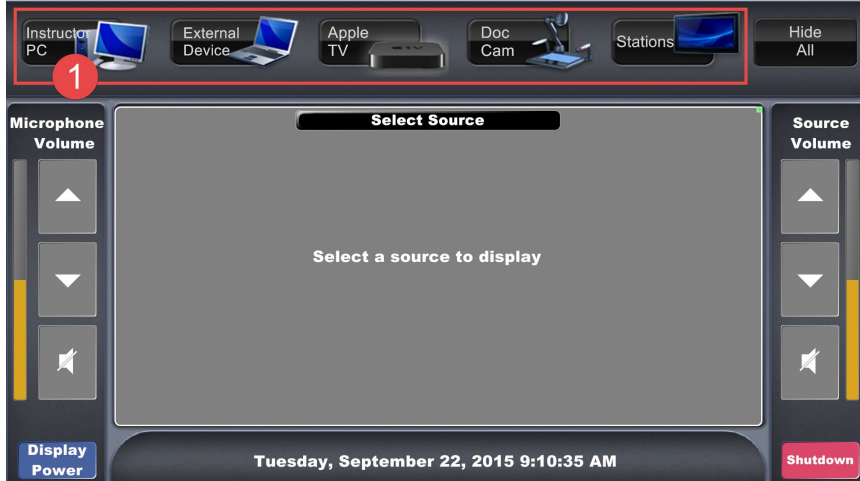 Instructor
PC
External
Device
Apple
TV
Doc
Cam
Stations
Hide
All
1
Microphone
Volume
Select Source
Source
Volume
Select a source to display
Display
Power
Tuesday, September 22, 2015 9:10:35 AM
Shutdown